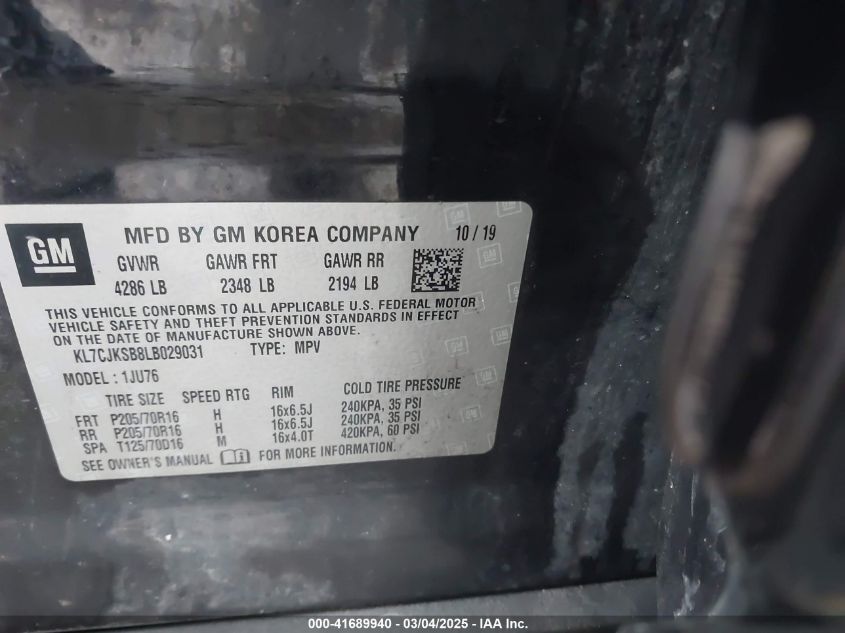 GM
MFD BY GM KOREA COMPANY 10 / 19
GVWR GAWR FRT GAWR RR
4286 LB 2348 LB 2194 LB
THIS VEHICLE CONFORMS TO ALL APPLICABLE U.S. FEDERAL MOTOR
VEHICLE SAFETY AND THEFT PREVENTION STANDARDS IN EFFECT
ON THE DATE OF MANUFACTURE SHOWN ABOVE.
KL7CJKSB8LB029031 TYPE: MPV
MODEL : 1JU76
TIRE SIZE SPEED RTG RIM COLD TIRE PRESSURE
FRT P205/70R16 H 16x6.5J 240KPA, 35 PSI
RR P205/70R16 H 16x6.5J 240KPA, 35 PSI
SPA T125/70D16 M 16x4.0T 420KPA, 60 PSI
SEE OWNER'S MANUAL FOR MORE INFORMATION.
000-41689940 - 03/04/2025 - IAA Inc.